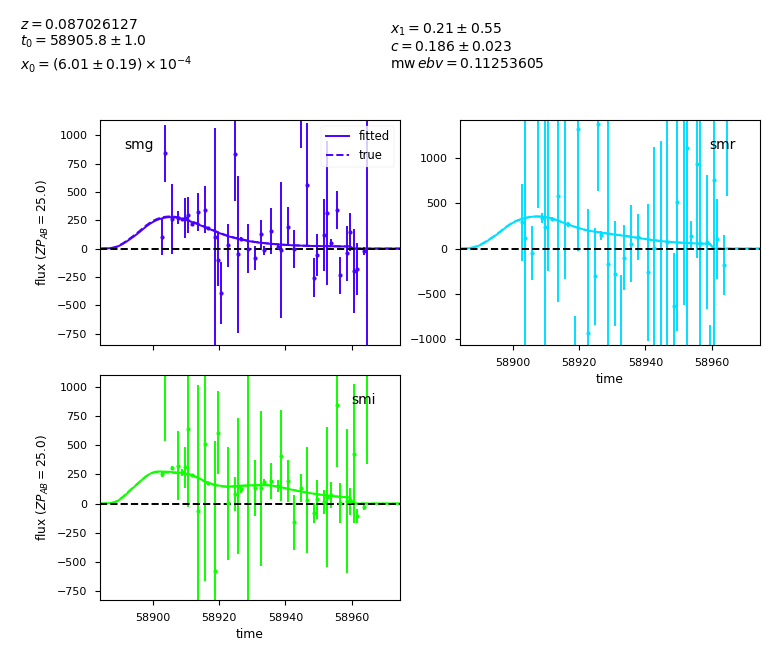 z = 0.087026127
t0 = 58905.8 ± 1.0
x0 = (6.01 ± 0.19) × 10^−4
x1 = 0.21 ± 0.55
c = 0.186 ± 0.023
mw ebv = 0.11253605
smg
fitted
true
1000
750
500
250
0
−250
−500
−750
flux (ZP_AB = 25.0)
smr
1000
500
0
−500
−1000
58900 58920 58940 58960
time
smi
1000
750
500
250
0
−250
−500
−750
flux (ZP_AB = 25.0)
58900 58920 58940 58960
time